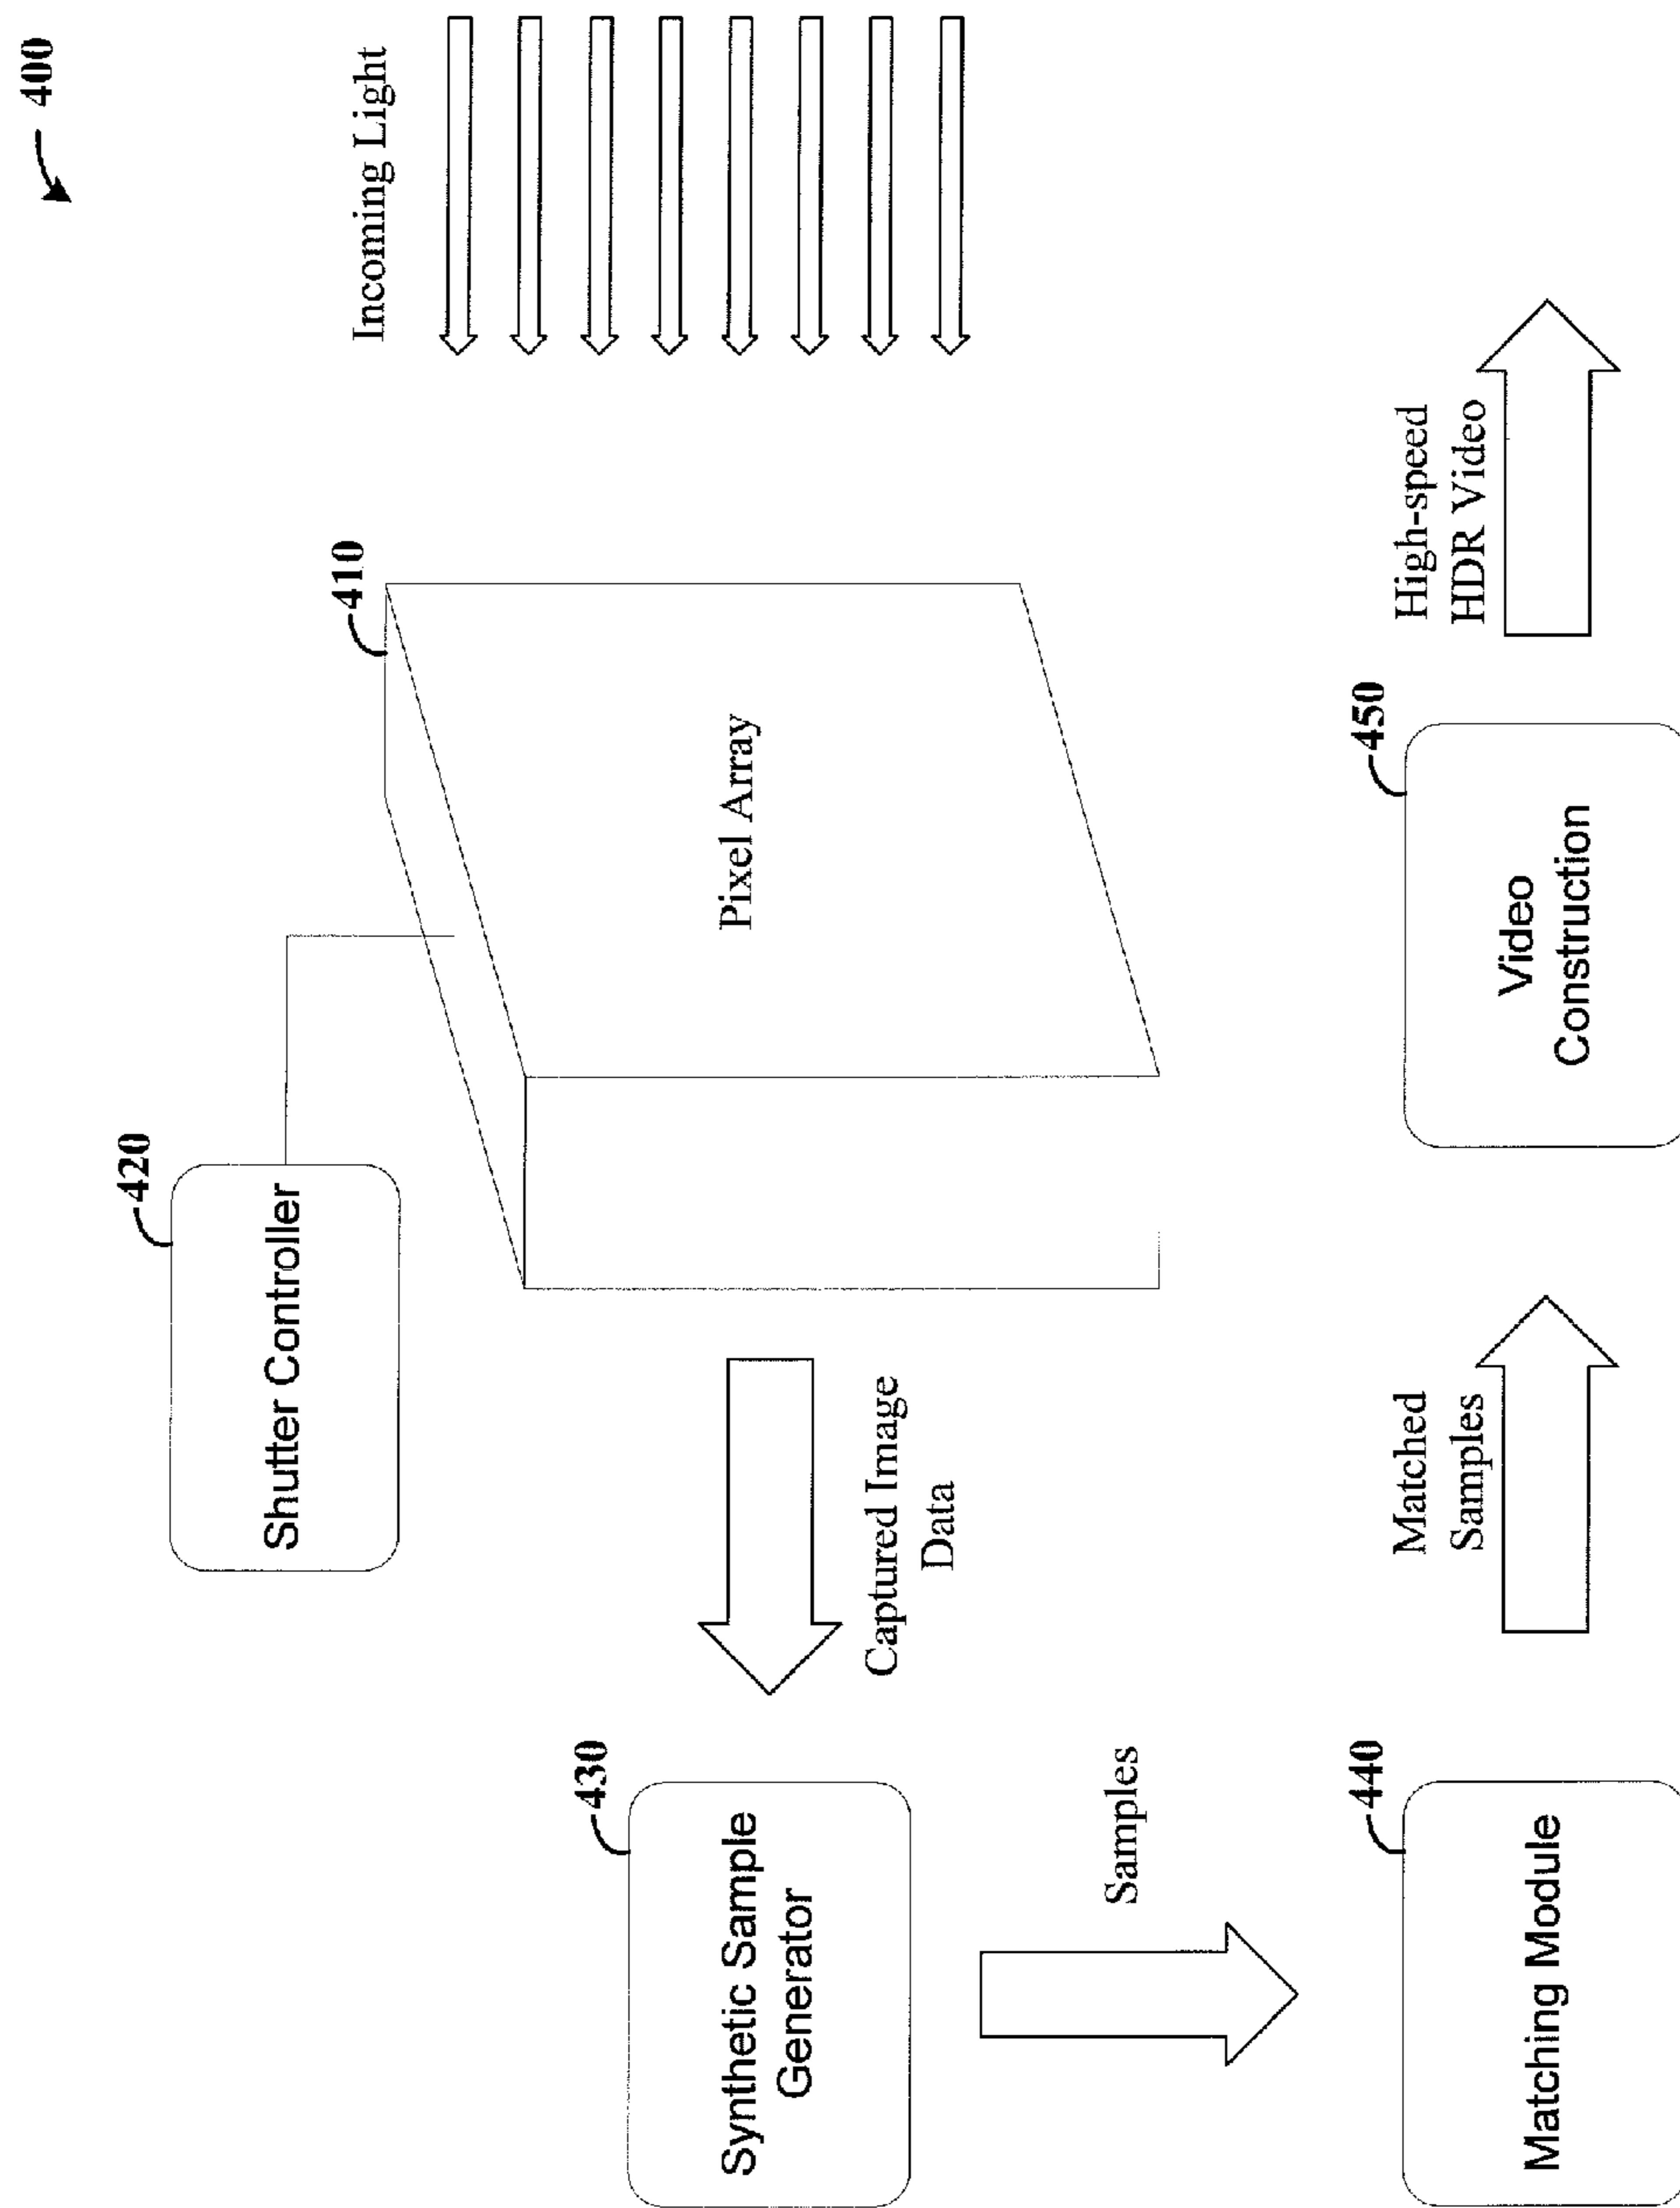 400
Incoming Light
410
Pixel Array
420
Shutter Controller
Captured Image
Data
430
Synthetic Sample
Generator
Samples
440
Matching Module
Matched
Samples
450
Video
Construction
High-speed
HDR Video